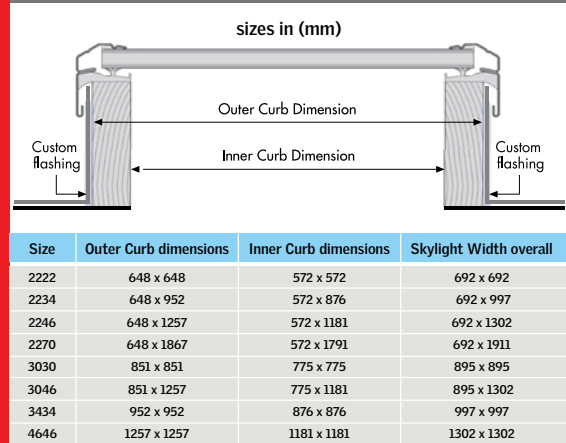 sizes in (mm)
Outer Curb Dimension
Custom flashing
Inner Curb Dimension
Custom flashing
Size Outer Curb dimensions Inner Curb dimensions Skylight Width overall
2222 648 x 648 572 x 572 692 x 692
2234 648 x 952 572 x 876 692 x 997
2246 648 x 1257 572 x 1181 692 x 1302
2270 648 x 1867 572 x 1791 692 x 1911
3030 851 x 851 775 x 775 895 x 895
3046 851 x 1257 775 x 1181 895 x 1302
3434 952 x 952 876 x 876 997 x 997
4646 1257 x 1257 1181 x 1181 1302 x 1302